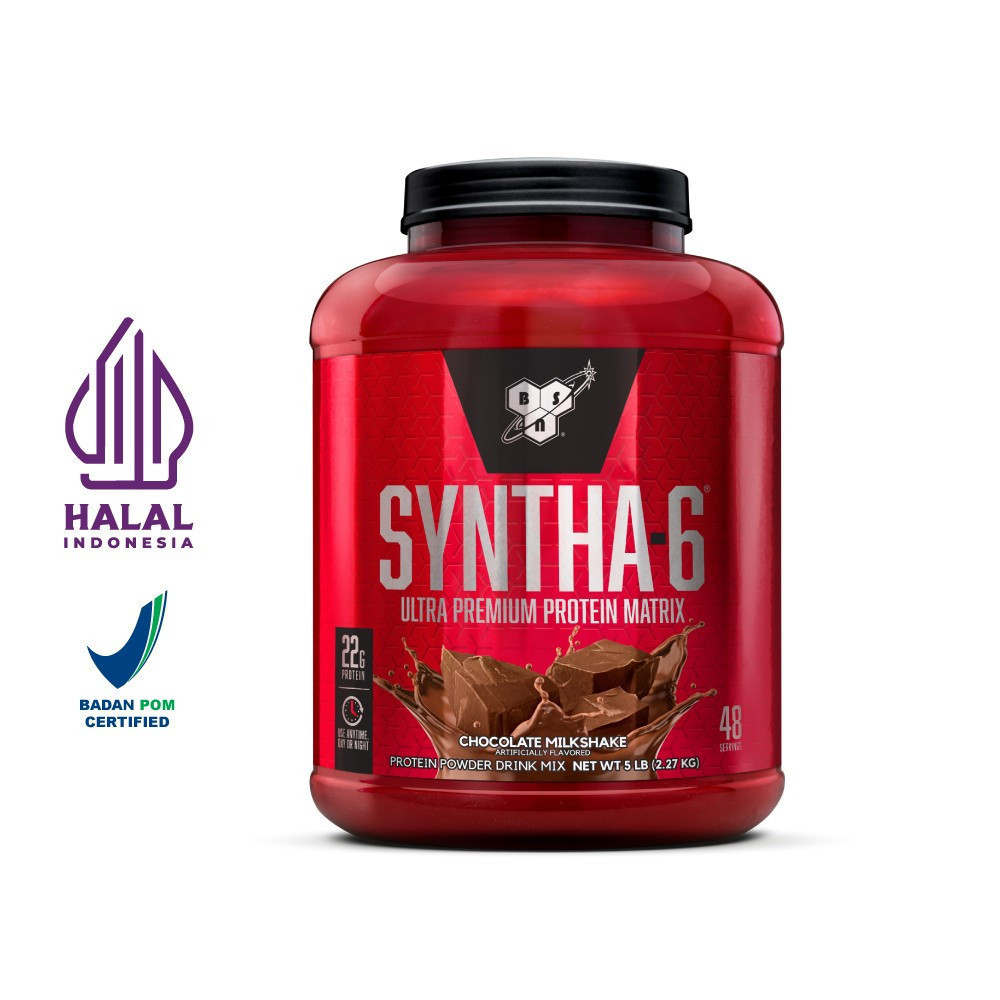 HALAL
INDONESIA
BADAN POM
CERTIFIED
B S
n
®
SYNTHA-6®
ULTRA PREMIUM PROTEIN MATRIX
22G
PROTEIN
USE ANYTIME,
DAY OR NIGHT
48
SERVINGS
CHOCOLATE MILKSHAKE
ARTIFICIALLY FLAVORED
PROTEIN POWDER DRINK MIX NET WT 5 LB (2.27 KG)